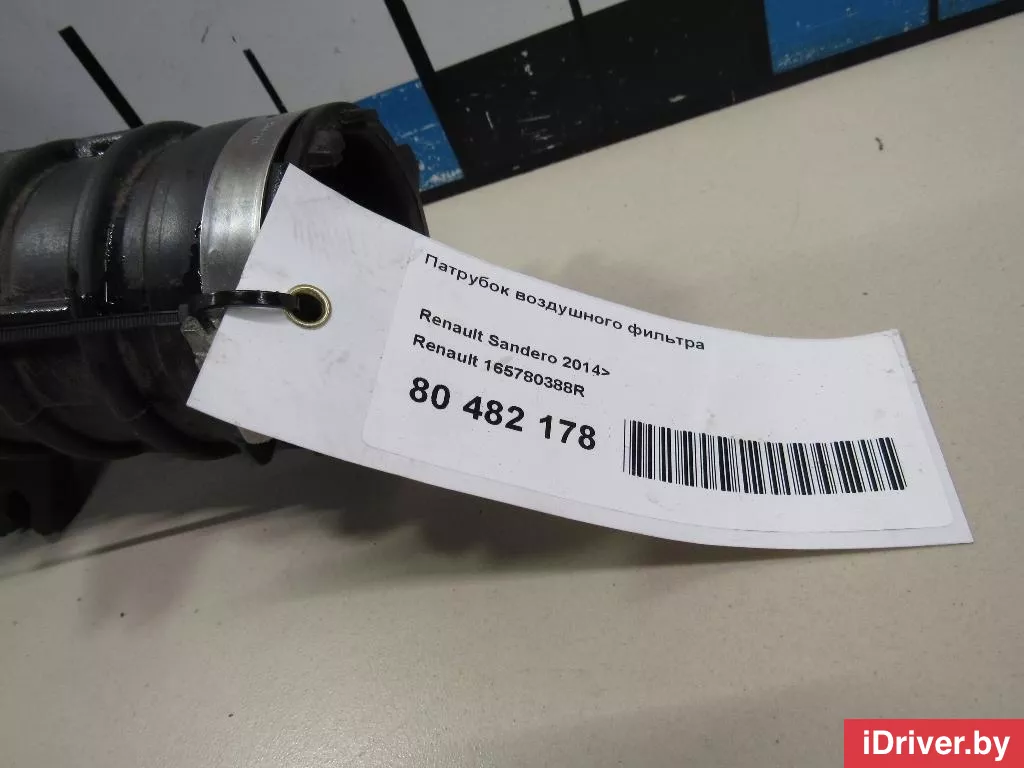 Патрубок воздушного фильтра
Renault Sandero 2014>
Renault 165780388R
80 482 178
iDriver.by